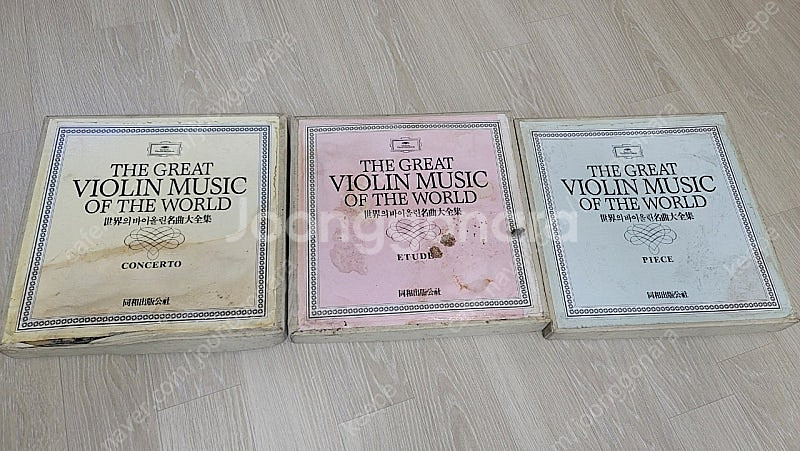 THE GREAT
VIOLIN MUSIC
OF THE WORLD
世界의 바이올린 名曲大全集
CONCERTO
同和出版公社
THE GREAT
VIOLIN MUSIC
OF THE WORLD
世界의 바이올린 名曲大全集
ETUDE
同和出版公社
THE GREAT
VIOLIN MUSIC
OF THE WORLD
世界의 바이올린 名曲大全集
PIECE
同和出版公社
Joonggonara
keepe